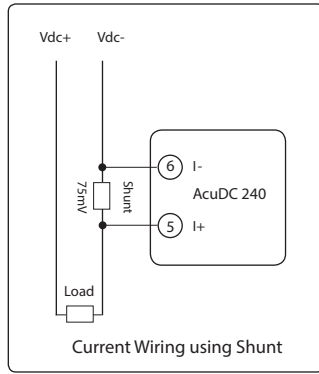 Vdc+ Vdc-
6 I-
AcuDC 240
Shunt
75mV
5 I+
Load
Current Wiring using Shunt